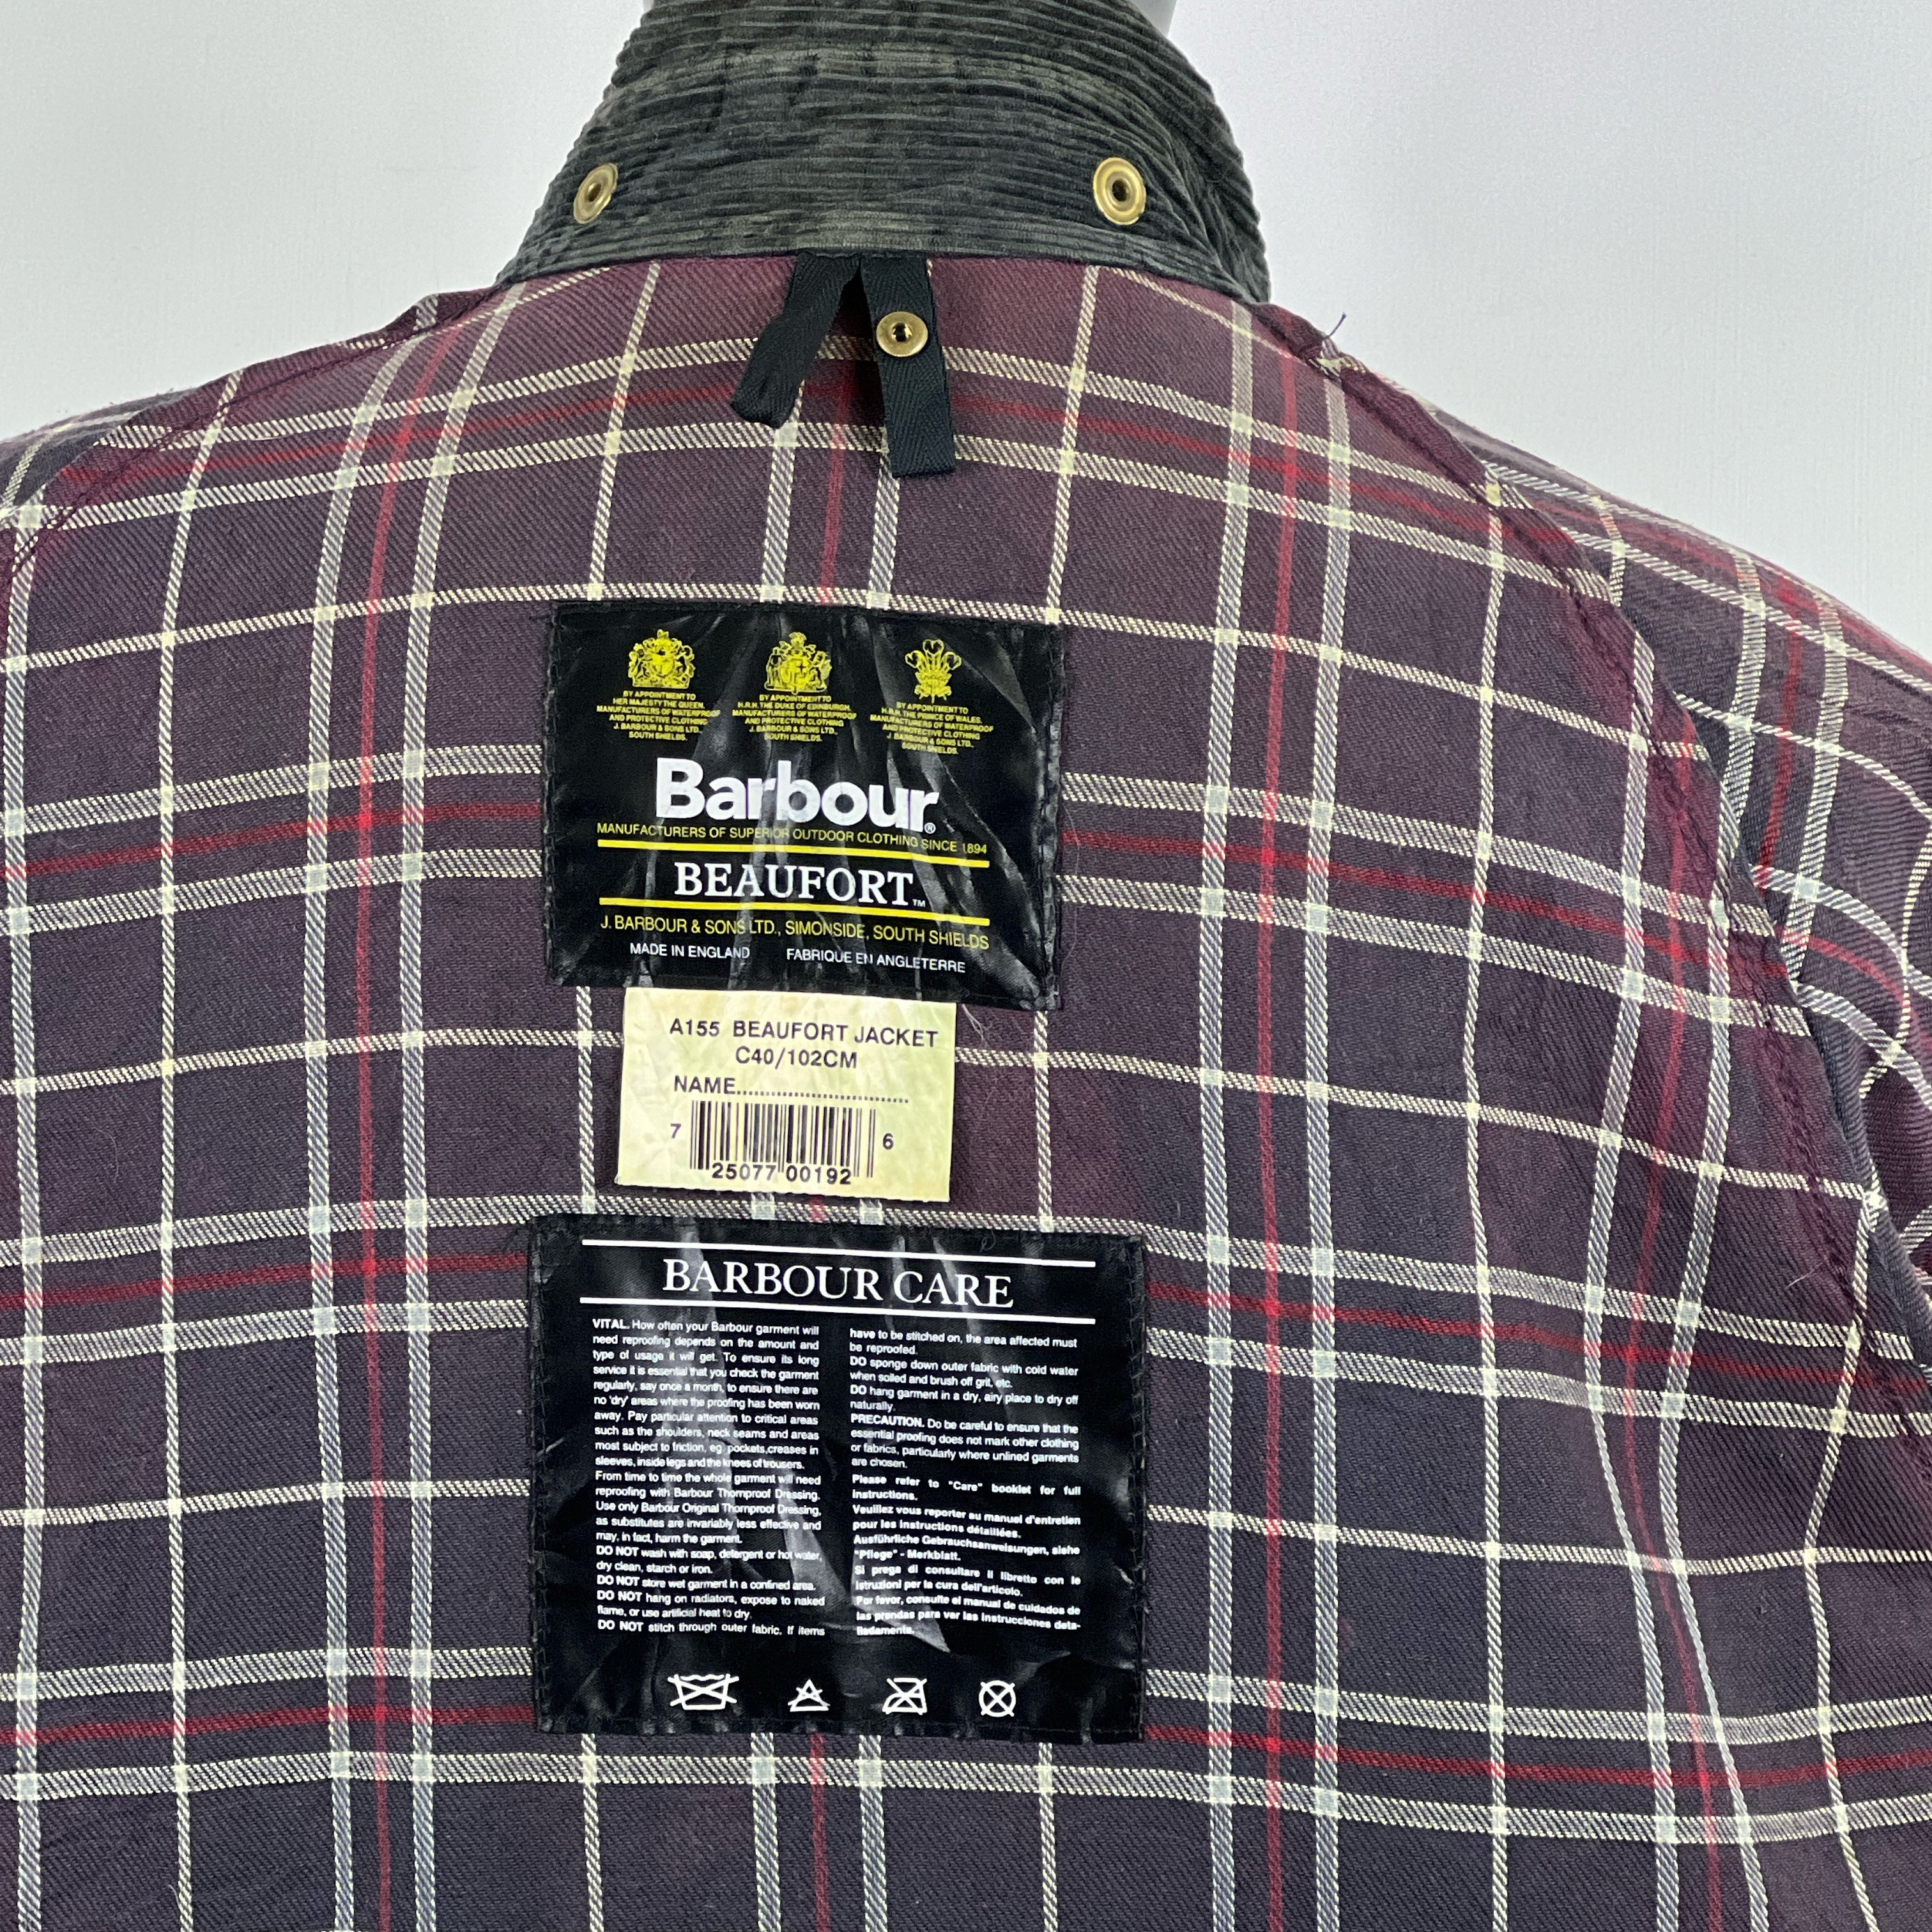 BY APPOINTMENT TO
HER MAJESTY THE QUEEN,
MANUFACTURERS OF WATERPROOF
AND PROTECTIVE CLOTHING
J. BARBOUR & SONS LTD.,
SOUTH SHIELDS.
BY APPOINTMENT TO
H.R.H. THE DUKE OF EDINBURGH,
MANUFACTURERS OF WATERPROOF
AND PROTECTIVE CLOTHING,
J. BARBOUR & SONS LTD.,
SOUTH SHIELDS.
BY APPOINTMENT TO
H.R.H. THE PRINCE OF WALES,
MANUFACTURERS OF WATERPROOF
AND PROTECTIVE CLOTHING
J. BARBOUR & SONS LTD.,
SOUTH SHIELDS.
Barbour®
MANUFACTURERS OF SUPERIOR OUTDOOR CLOTHING SINCE 1894
BEAUFORT™
J. BARBOUR & SONS LTD., SIMONSIDE, SOUTH SHIELDS
MADE IN ENGLAND FABRIQUE EN ANGLETERRE
A155 BEAUFORT JACKET
C40/102CM
NAME..............................
7 25077 00192 6
BARBOUR CARE
VITAL. How often your Barbour garment will
need reproofing depends on the amount and
type of usage it will get. To ensure its long
service it is essential that you check the garment
regularly, say once a month, to ensure there are
no 'dry' areas where the proofing has been worn
away. Pay particular attention to critical areas
such as the shoulders, neck seams and areas
most subject to friction, eg. pockets,creases in
sleeves, inside legs and the knees of trousers.
From time to time the whole garment will need
reproofing with Barbour Thornproof Dressing.
Use only Barbour Original Thornproof Dressing,
as substitutes are invariably less effective and
may, in fact, harm the garment.
DO NOT wash with soap, detergent or hot water,
dry clean, starch or iron.
DO NOT store wet garment in a confined area.
DO NOT hang on radiators, expose to naked
flame, or use artificial heat to dry.
DO NOT stitch through outer fabric. If items
have to be stitched on, the area affected must
be reproofed.
DO sponge down outer fabric with cold water
when soiled and brush off grit, etc.
DO hang garment in a dry, airy place to dry off
naturally.
PRECAUTION. Do be careful to ensure that the
essential proofing does not mark other clothing
or fabrics, particularly where unlined garments
are chosen.
Please refer to "Care" booklet for full
instructions.
Veuillez vous reporter au manuel d'entretien
pour les instructions détaillées.
Ausführliche Gebrauchsanweisungen, siehe
"Pflege" - Merkblatt.
Si prega di consultare il libretto con le
istruzioni per la cura dell'articolo.
Por favor, consulte el manual de cuidados de
las prendas para ver las instrucciones deta-
lladamente.